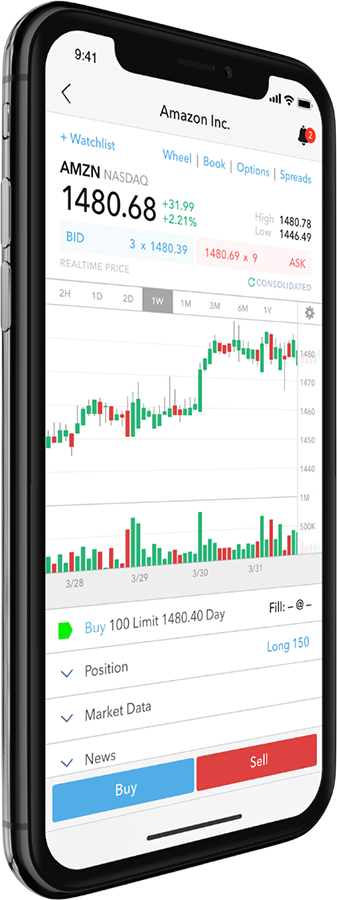 9:41
Amazon Inc.
2
+ Watchlist
Wheel | Book | Options | Spreads
AMZN NASDAQ
1480.68
+31.99
+2.21%
High 1480.78
Low 1446.49
BID 3 x 1480.39
1480.69 x 9 ASK
REALTIME PRICE
CONSOLIDATED
2H 1D 2D 1W 1M 3M 6M 1Y
1480
1470
1460
1450
1440
1M
500K
3/28 3/29 3/30 3/31
Buy 100 Limit 1480.40 Day
Fill: – @ –
Position
Long 150
Market Data
News
Buy
Sell